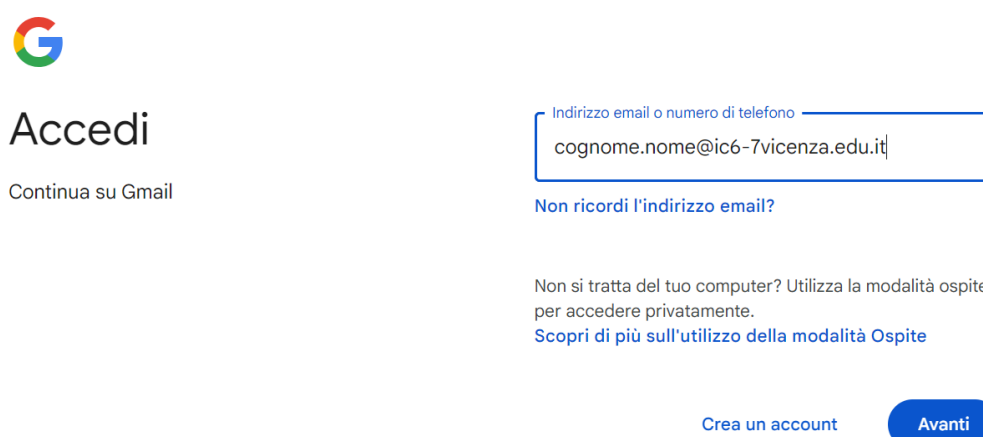 Accedi
Continua su Gmail
Indirizzo email o numero di telefono
cognome.nome@ic6-7vicenza.edu.it
Non ricordi l'indirizzo email?
Non si tratta del tuo computer? Utilizza la modalità ospite
per accedere privatamente.
Scopri di più sull'utilizzo della modalità Ospite
Crea un account
Avanti